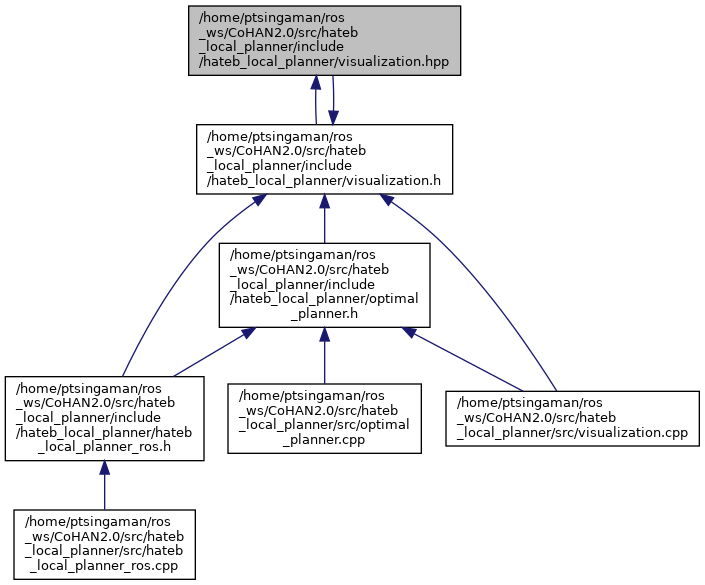 /home/ptsingaman/ros
_ws/CoHAN2.0/src/hateb
_local_planner/include
/hateb_local_planner/visualization.hpp
/home/ptsingaman/ros
_ws/CoHAN2.0/src/hateb
_local_planner/include
/hateb_local_planner/visualization.h
/home/ptsingaman/ros
_ws/CoHAN2.0/src/hateb
_local_planner/include
/hateb_local_planner/optimal
_planner.h
/home/ptsingaman/ros
_ws/CoHAN2.0/src/hateb
_local_planner/include
/hateb_local_planner/hateb
_local_planner_ros.h
/home/ptsingaman/ros
_ws/CoHAN2.0/src/hateb
_local_planner/src/optimal
_planner.cpp
/home/ptsingaman/ros
_ws/CoHAN2.0/src/hateb
_local_planner/src/visualization.cpp
/home/ptsingaman/ros
_ws/CoHAN2.0/src/hateb
_local_planner/src/hateb
_local_planner_ros.cpp